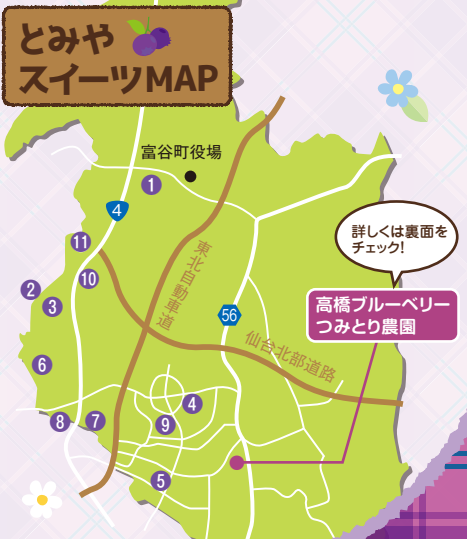 とみや
スイーツMAP
富谷町役場
1
4
11
10
2
3
東北自動車道
詳しくは裏面を
チェック!
高橋ブルーベリー
つみとり農園
56
仙台北部道路
6
4
8
7
9
5